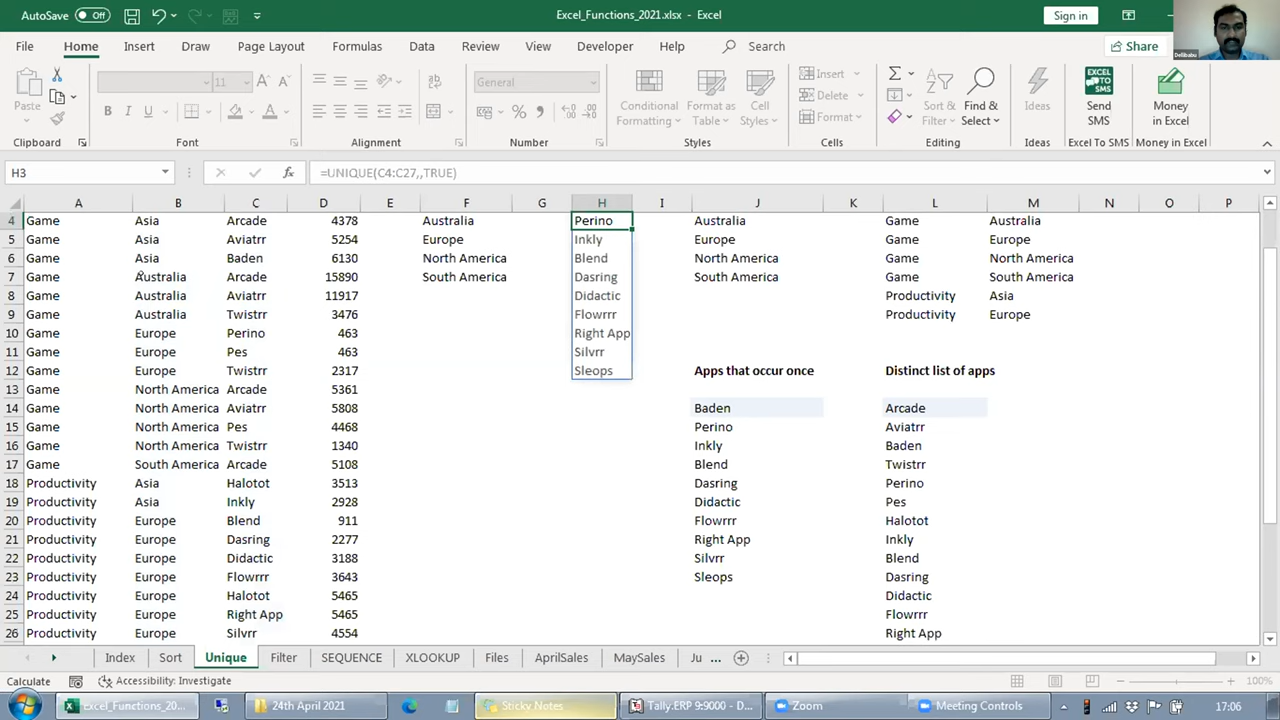 AutoSave Off Excel_Functions_2021.xlsx - Excel Sign in
Dellibabu
File Home Insert Draw Page Layout Formulas Data Review View Developer Help Search Share
Paste 11 General Conditional Formatting Format as Table Cell Styles Insert Delete Format Sort & Filter Find & Select Ideas Send SMS Money in Excel
EXCEL TO SMS
B I U A
Clipboard Font Alignment Number Styles Cells Editing Ideas Excel To SMS Money in Excel
H3 fx =UNIQUE(C4:C27,,TRUE)
A B C D E F G H I J K L M N O P
4 Game Asia Arcade 4378 Australia Perino Australia Game Australia
5 Game Asia Aviatrr 5254 Europe Inkly Europe Game Europe
6 Game Asia Baden 6130 North America Blend North America Game North America
7 Game Australia Arcade 15890 South America Dasring South America Game South America
8 Game Australia Aviatrr 11917 Didactic Productivity Asia
9 Game Australia Twistrr 3476 Flowrrr Productivity Europe
10 Game Europe Perino 463 Right App
11 Game Europe Pes 463 Silvrr
12 Game Europe Twistrr 2317 Sleops Apps that occur once Distinct list of apps
13 Game North America Arcade 5361
14 Game North America Aviatrr 5808 Baden Arcade
15 Game North America Pes 4468 Perino Aviatrr
16 Game North America Twistrr 1340 Inkly Baden
17 Game South America Arcade 5108 Blend Twistrr
18 Productivity Asia Halotot 3513 Dasring Perino
19 Productivity Asia Inkly 2928 Didactic Pes
20 Productivity Europe Blend 911 Flowrrr Halotot
21 Productivity Europe Dasring 2277 Right App Inkly
22 Productivity Europe Didactic 3188 Silvrr Blend
23 Productivity Europe Flowrrr 3643 Sleops Dasring
24 Productivity Europe Halotot 5465 Didactic
25 Productivity Europe Right App 5465 Flowrrr
26 Productivity Europe Silvrr 4554 Right App
Index Sort Unique Filter SEQUENCE XLOOKUP Files AprilSales MaySales Ju ...
Calculate Accessibility: Investigate 100%
Excel_Functions_20... 24th April 2021 Sticky Notes Tally.ERP 9:9000 - D... Zoom Meeting Controls 17:06